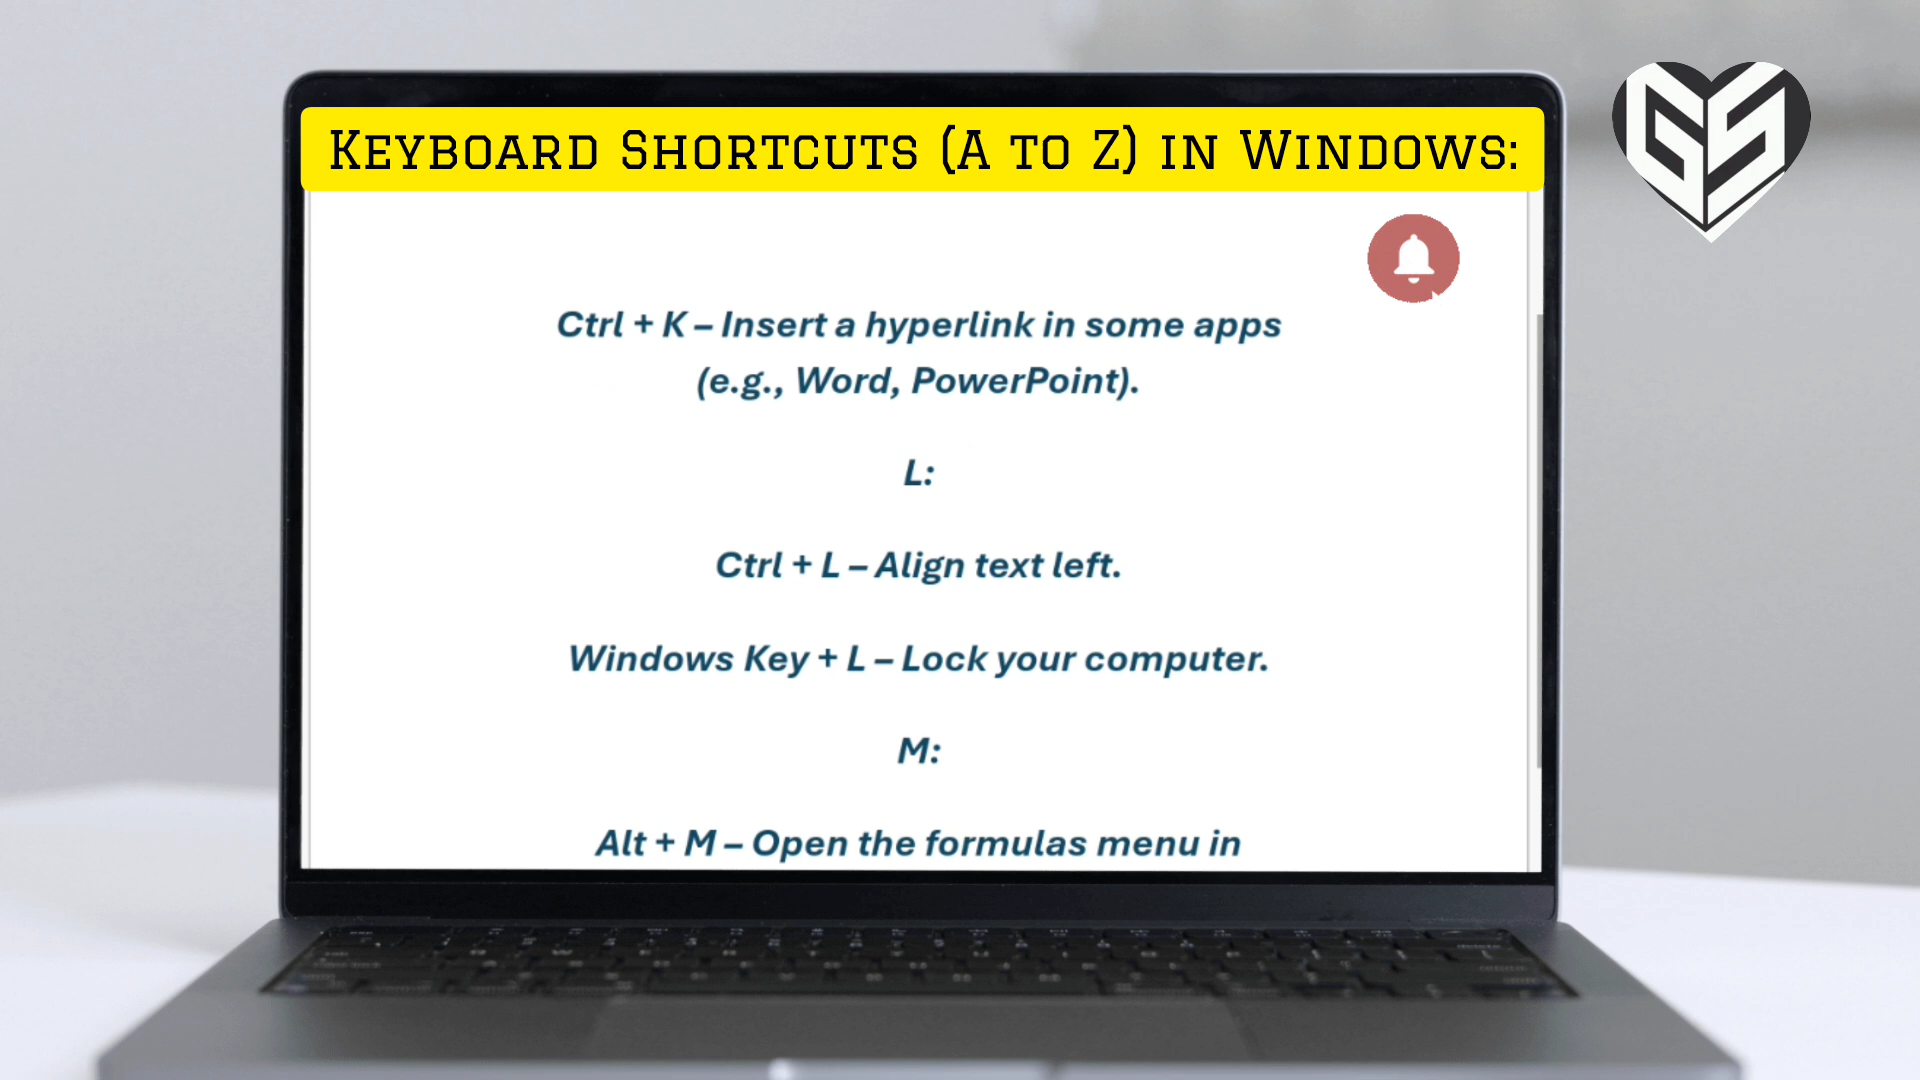 Keyboard Shortcuts (A to Z) in Windows:
GS
Ctrl + K – Insert a hyperlink in some apps
(e.g., Word, PowerPoint).
L:
Ctrl + L – Align text left.
Windows Key + L – Lock your computer.
M:
Alt + M – Open the formulas menu in